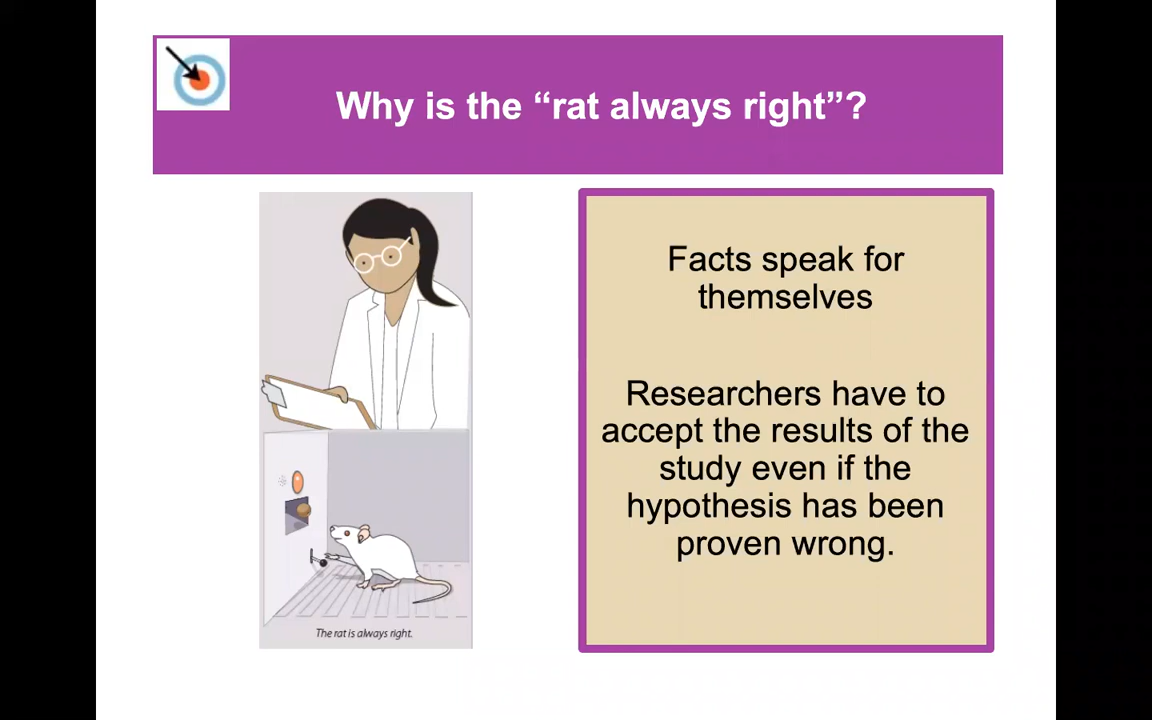 Why is the “rat always right”?
Facts speak for
themselves
Researchers have to
accept the results of the
study even if the
hypothesis has been
proven wrong.
The rat is always right.